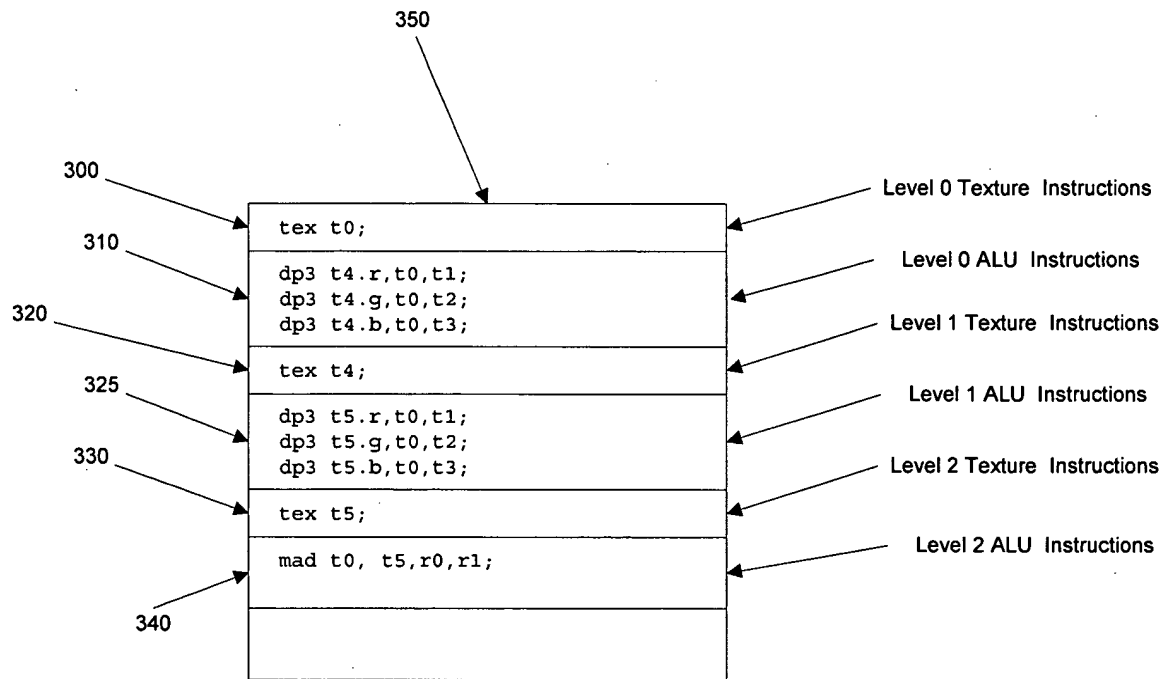 350
300
Level 0 Texture Instructions
tex t0;
310
dp3 t4.r,t0,t1;
dp3 t4.g,t0,t2;
dp3 t4.b,t0,t3;
Level 0 ALU Instructions
320
Level 1 Texture Instructions
tex t4;
325
Level 1 ALU Instructions
dp3 t5.r,t0,t1;
dp3 t5.g,t0,t2;
dp3 t5.b,t0,t3;
330
Level 2 Texture Instructions
tex t5;
mad t0, t5,r0,r1;
Level 2 ALU Instructions
340